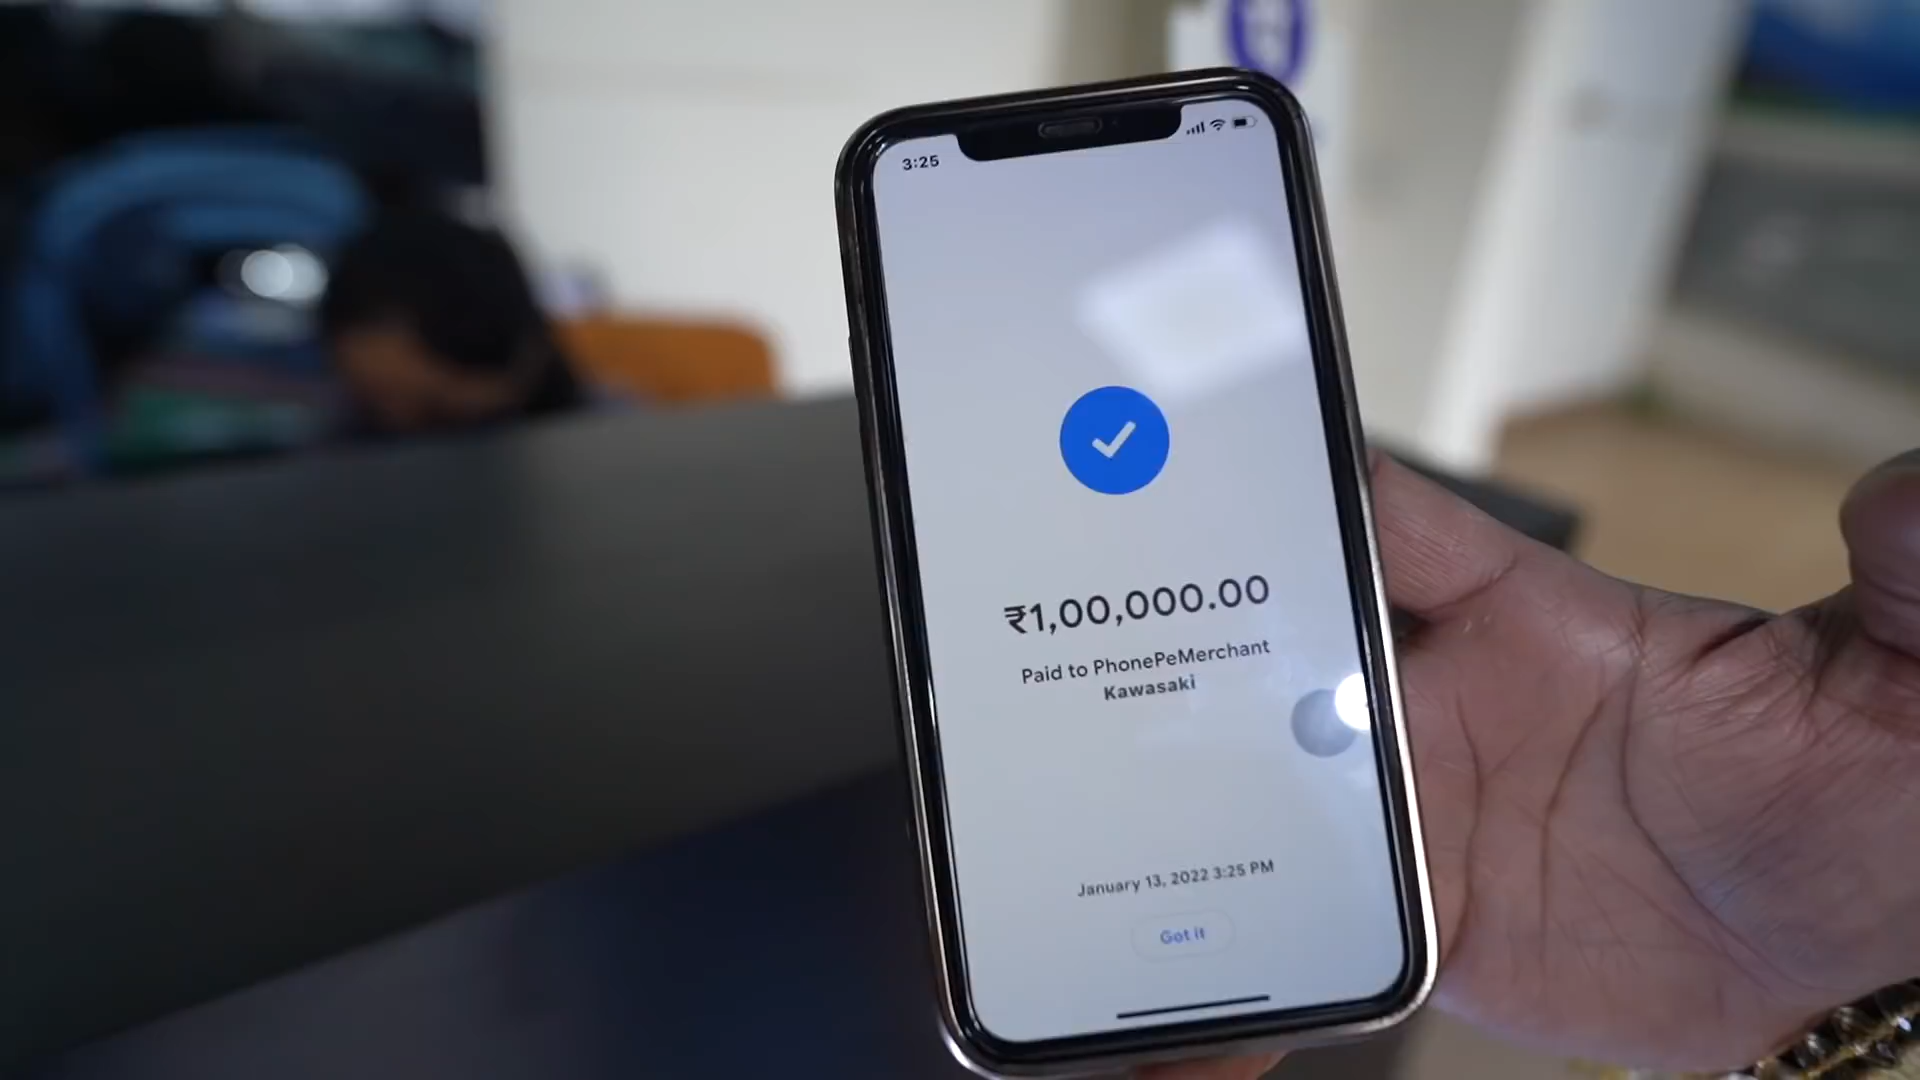 3:25
₹1,00,000.00
Paid to PhonePeMerchant
Kawasaki
January 13, 2022 3:25 PM
Got it